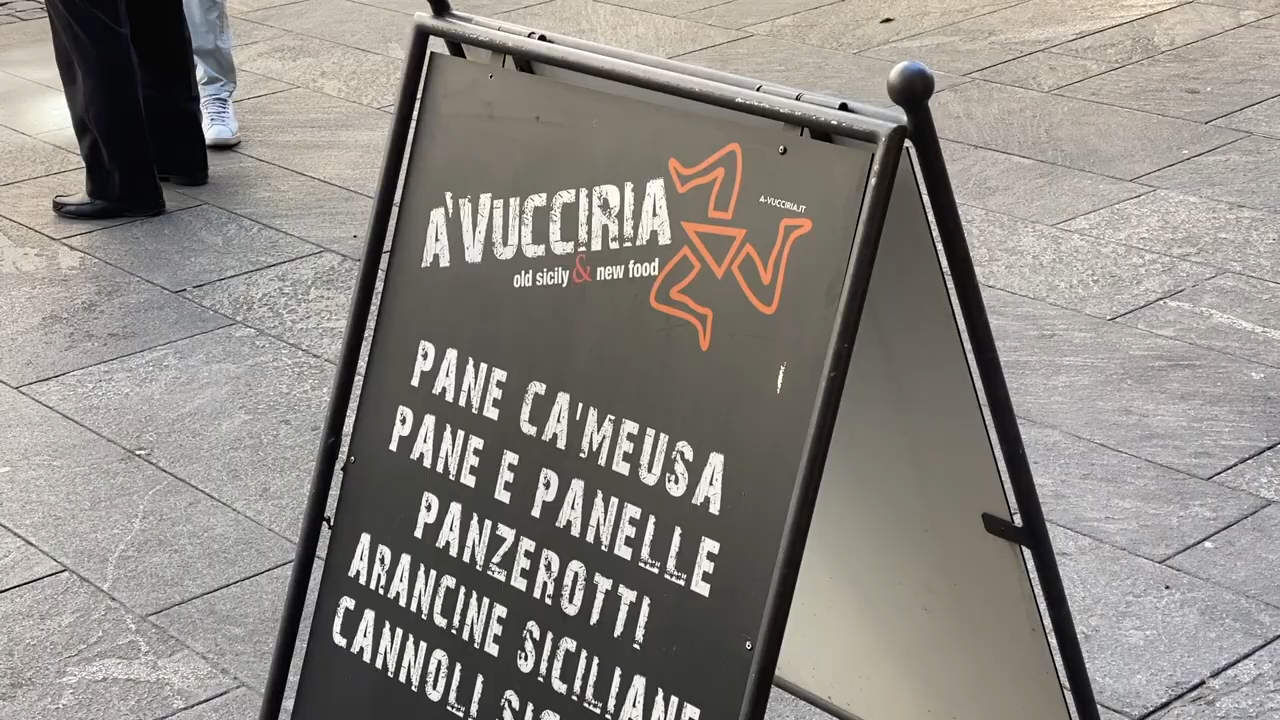 A'VUCCIRIA
A-VUCCIRIA.IT
old sicily & new food
PANE CA'MEUSA
PANE E PANELLE
PANZEROTTI
ARANCINE SICILIANE
CANNOLI